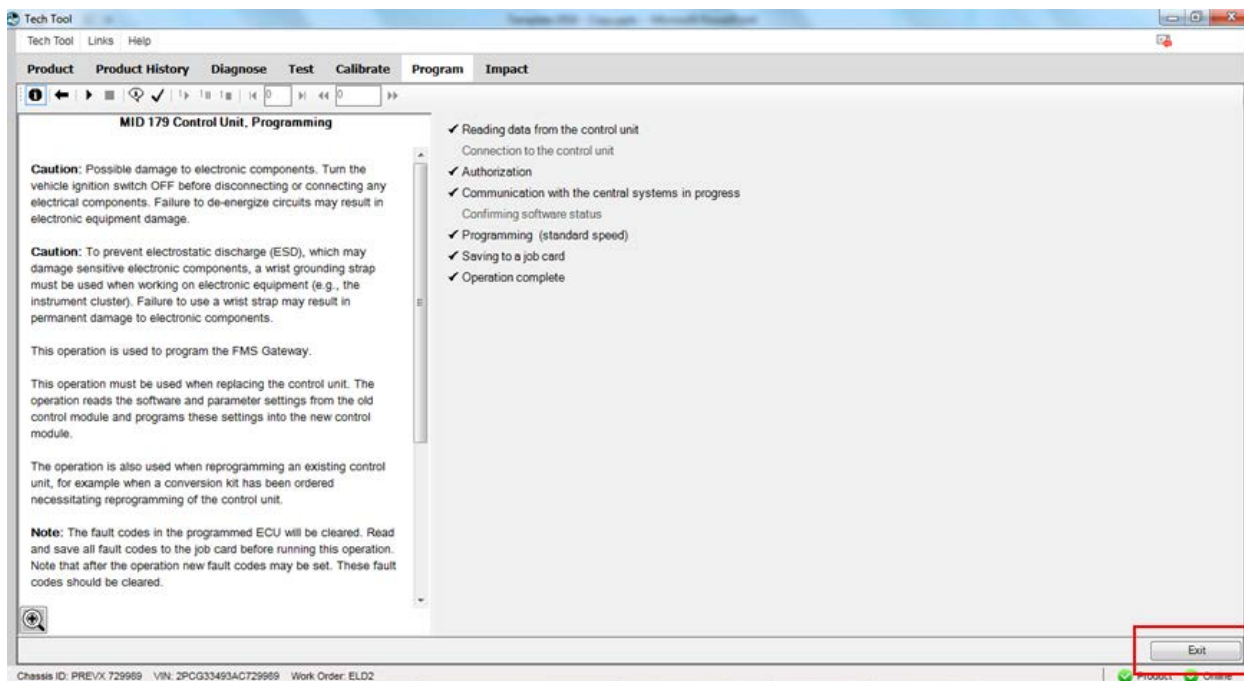 Tech Tool
Tech Tool Links Help
Product Product History Diagnose Test Calibrate Program Impact
0 0
MID 179 Control Unit, Programming
Caution: Possible damage to electronic components. Turn the
vehicle ignition switch OFF before disconnecting or connecting any
electrical components. Failure to de-energize circuits may result in
electronic equipment damage.
Caution: To prevent electrostatic discharge (ESD), which may
damage sensitive electronic components, a wrist grounding strap
must be used when working on electronic equipment (e.g., the
instrument cluster). Failure to use a wrist strap may result in
permanent damage to electronic components.
This operation is used to program the FMS Gateway.
This operation must be used when replacing the control unit. The
operation reads the software and parameter settings from the old
control module and programs these settings into the new control
module.
The operation is also used when reprogramming an existing control
unit, for example when a conversion kit has been ordered
necessitating reprogramming of the control unit.
Note: The fault codes in the programmed ECU will be cleared. Read
and save all fault codes to the job card before running this operation.
Note that after the operation new fault codes may be set. These fault
codes should be cleared.
Reading data from the control unit
Connection to the control unit
Authorization
Communication with the central systems in progress
Confirming software status
Programming (standard speed)
Saving to a job card
Operation complete
Exit
Chassis ID: PREVX 729989 VIN: 2PCG33493AC729989 Work Order: ELD2
Product Online